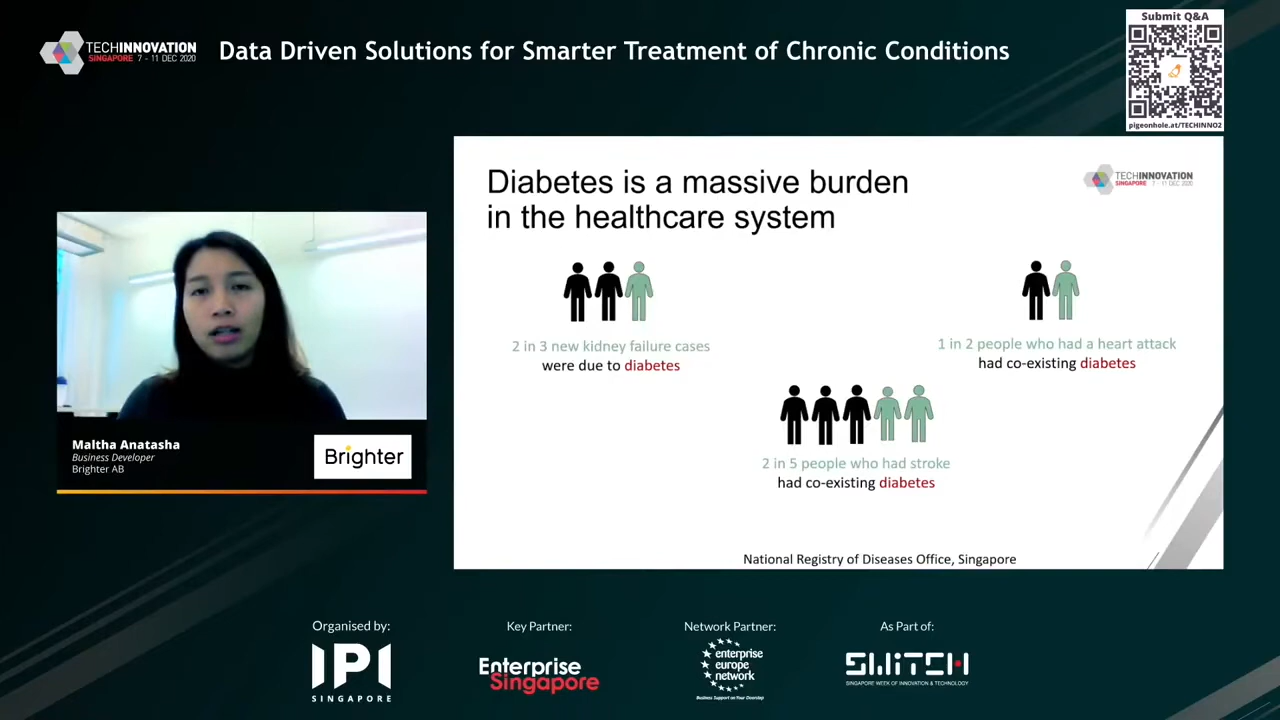 TECHINNOVATION
SINGAPORE 7 - 11 DEC 2020
Data Driven Solutions for Smarter Treatment of Chronic Conditions
Submit Q&A
pigeonhole.at/TECHINNO2
Diabetes is a massive burden
in the healthcare system
TECHINNOVATION
SINGAPORE 7 - 11 DEC 2020
2 in 3 new kidney failure cases
were due to diabetes
1 in 2 people who had a heart attack
had co-existing diabetes
2 in 5 people who had stroke
had co-existing diabetes
National Registry of Diseases Office, Singapore
Maltha Anatasha
Business Developer
Brighter AB
Brighter
Organised by:
IPI
SINGAPORE
Key Partner:
Enterprise
Singapore
Network Partner:
enterprise
europe
network
Business Support on Your Doorstep
As Part of:
SWITCH
SINGAPORE WEEK OF INNOVATION & TECHNOLOGY